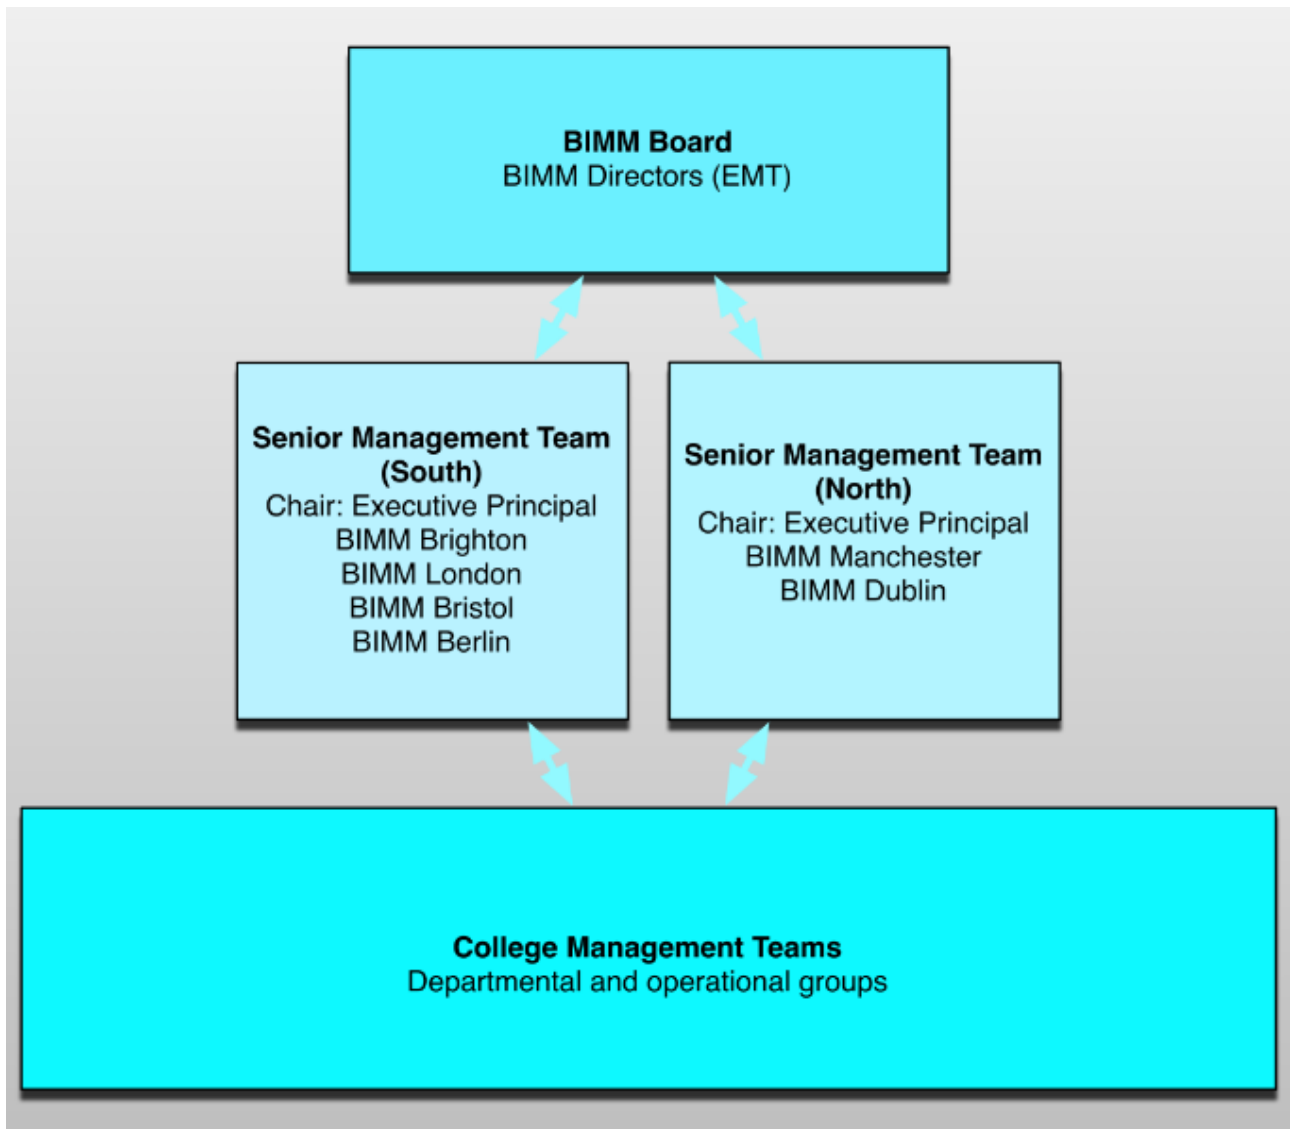 BIMM Board
BIMM Directors (EMT)
Senior Management Team
(South)
Chair: Executive Principal
BIMM Brighton
BIMM London
BIMM Bristol
BIMM Berlin
Senior Management Team
(North)
Chair: Executive Principal
BIMM Manchester
BIMM Dublin
College Management Teams
Departmental and operational groups